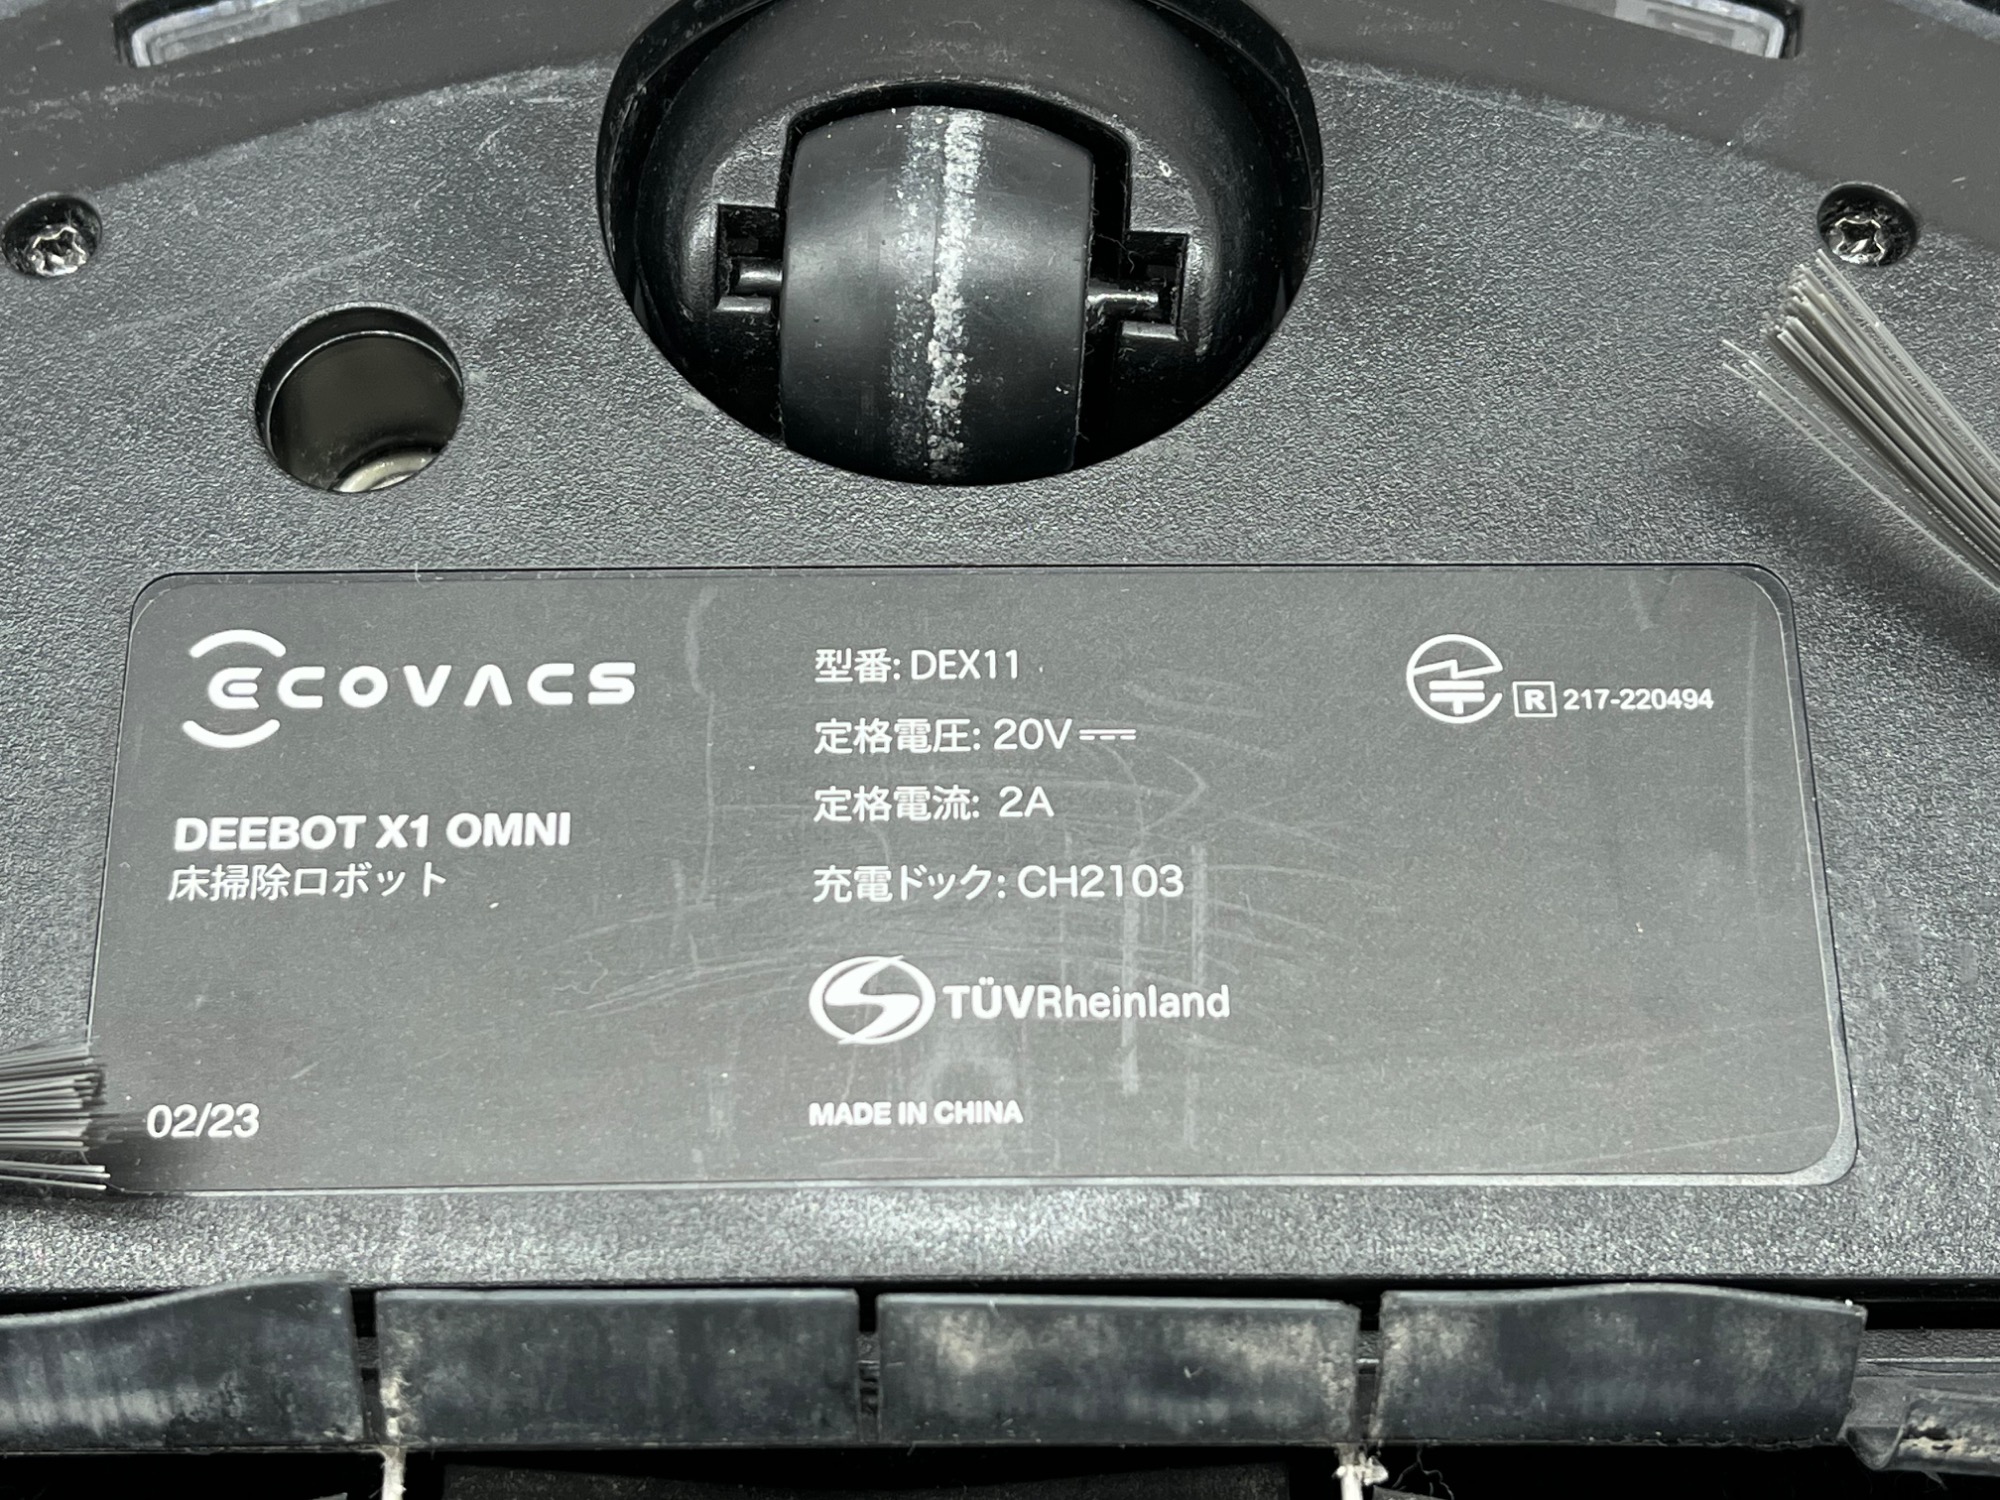 ECOVACS
DEEBOT X1 OMNI
床掃除ロボット
02/23
型番: DEX11
定格電圧: 20V
定格電流: 2A
充電ドック: CH2103
TÜVRheinland
MADE IN CHINA
R 217-220494